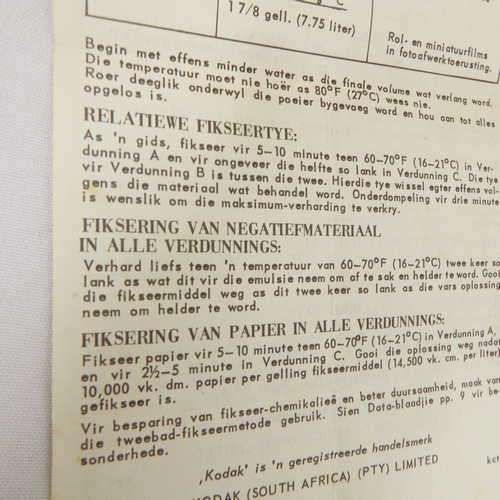 1 7/8 gell. (7.75 liter)
Rol- en miniatuurfilms
in fotoafwerktoerusting.
Begin met effens minder water as die finale volume wat verlang word.
Die temperatuur moet nie hoër as 80°F (27°C) wees nie.
Roer deeglik onderwyl die poeier bygevoeg word en hou aan tot alles
opgelos is.
RELATIEWE FIKSEERTYE:
As 'n gids, fikseer vir 5-10 minute teen 60-70°F (16-21°C) in Ver-
dunning A en vir ongeveer die helfte so lank in Verdunning C. Die tye
vir Verdunning B is tussen die twee. Hierdie tye wissel egter effens vol-
gens die materiaal wat behandel word. Onderdompeling vir drie minute
is wenslik om die maksimum-verharding te verkry.
FIKSERING VAN NEGATIEFMATERIAAL
IN ALLE VERDUNNINGS:
Verhard liefs teen 'n temperatuur van 60-70°F (16-21°C) twee keer so
lank as wat dit vir die emulsie neem om af te sak en helder te word. Gooi
die fikseermiddel weg as dit twee keer so lank as die vars oplossing
neem om helder te word.
FIKSERING VAN PAPIER IN ALLE VERDUNNINGS:
Fikseer papier vir 5-10 minute teen 60-70°F (16-21°C) in Verdunning A,
en vir 2½-5 minute in Verdunning C. Gooi die oplossing weg nadat
10,000 vk. dm. papier per gelling fikseermiddel (14,500 vk. cm. per liter)
gefikseer is.
Vir besparing van fikseer-chemikalieë en beter duursaamheid, maak van
die tweebad-fikseermetode gebruik. Sien Data-blaadjie pp. 9 vir be-
sonderhede.
„Kodak' is 'n geregistreerde handelsmerk
KODAK (SOUTH AFRICA) (PTY) LIMITED